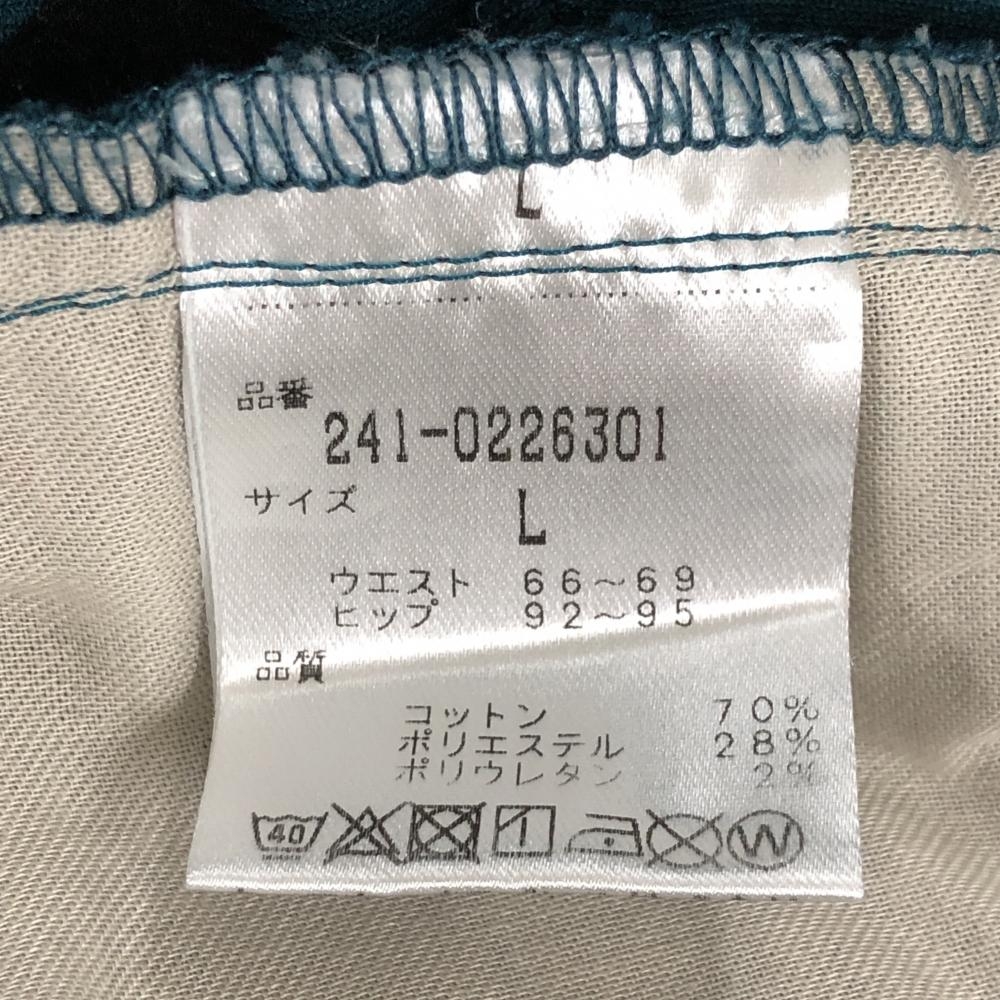 L
品番
241-0226301
サイズ L
ウエスト 66~69
ヒップ 92~95
品質
コットン 70%
ポリエステル 28%
ポリウレタン 2%
40 W